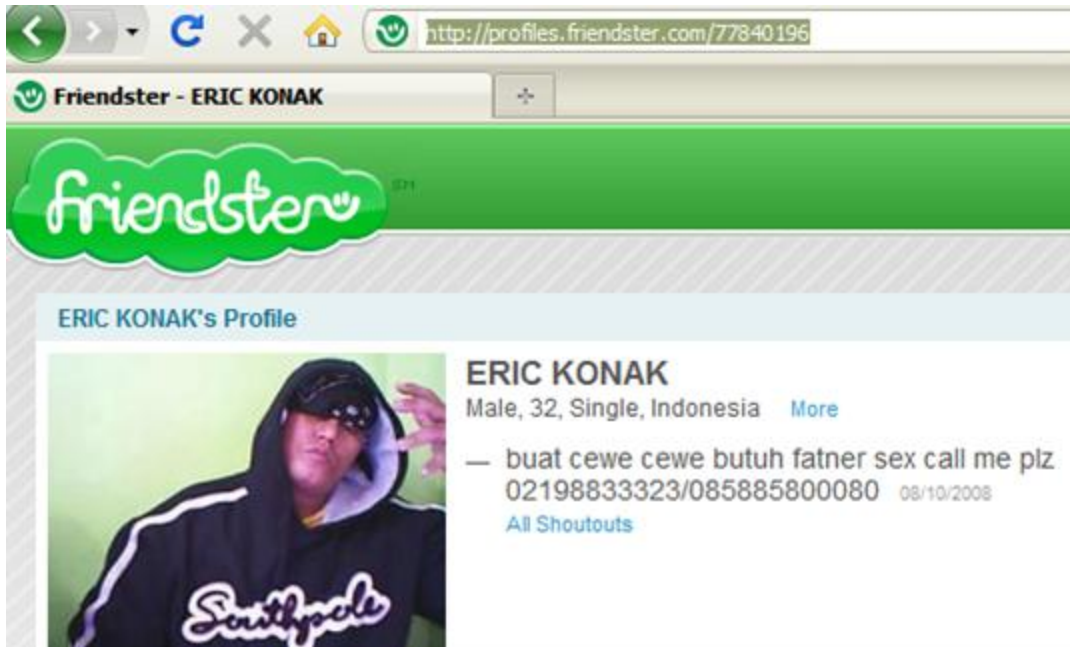 http://profiles.friendster.com/77840196
Friendster - ERIC KONAK
friendster SM
ERIC KONAK's Profile
ERIC KONAK
Male, 32, Single, Indonesia More
— buat cewe cewe butuh fatner sex call me plz
02198833323/085885800080 08/10/2008
All Shoutouts
Southpole